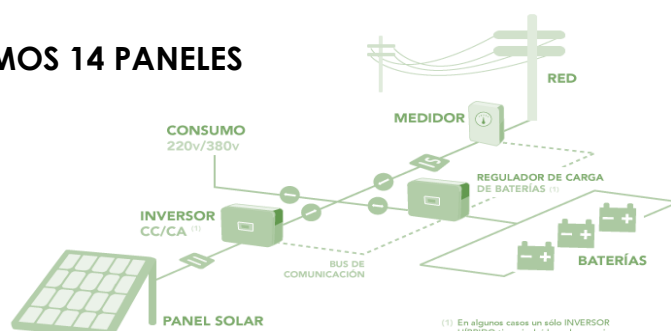 MOS 14 PANELES
RED
MEDIDOR
CONSUMO
220v/380v
REGULADOR DE CARGA
DE BATERÍAS (1)
INVERSOR
CC/CA (1)
BUS DE
COMUNICACIÓN
BATERÍAS
PANEL SOLAR
(1) En algunos casos un sólo INVERSOR